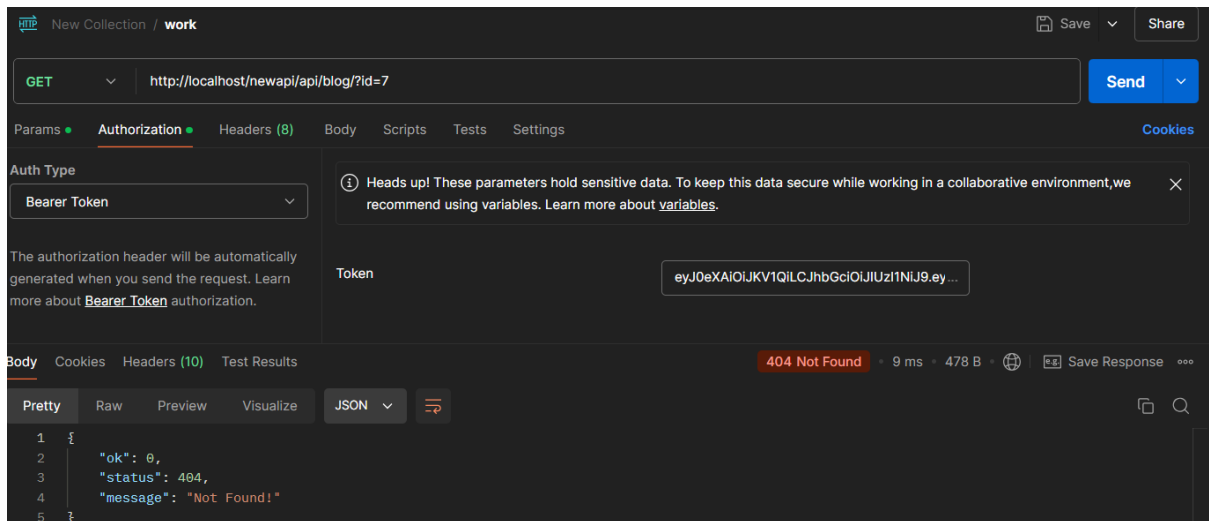 HTTP New Collection / work Save Share
GET http://localhost/newapi/api/blog/?id=7 Send
Params Authorization Headers (8) Body Scripts Tests Settings Cookies
Auth Type
Bearer Token
Heads up! These parameters hold sensitive data. To keep this data secure while working in a collaborative environment,we
recommend using variables. Learn more about variables.
The authorization header will be automatically
generated when you send the request. Learn
more about Bearer Token authorization.
Token eyJ0eXAiOiJKV1QiLCJhbGciOiJIUzI1NiJ9.ey...
Body Cookies Headers (10) Test Results 404 Not Found 9 ms 478 B e.g. Save Response
Pretty Raw Preview Visualize JSON
1 {
2 "ok": 0,
3 "status": 404,
4 "message": "Not Found!"
5 }